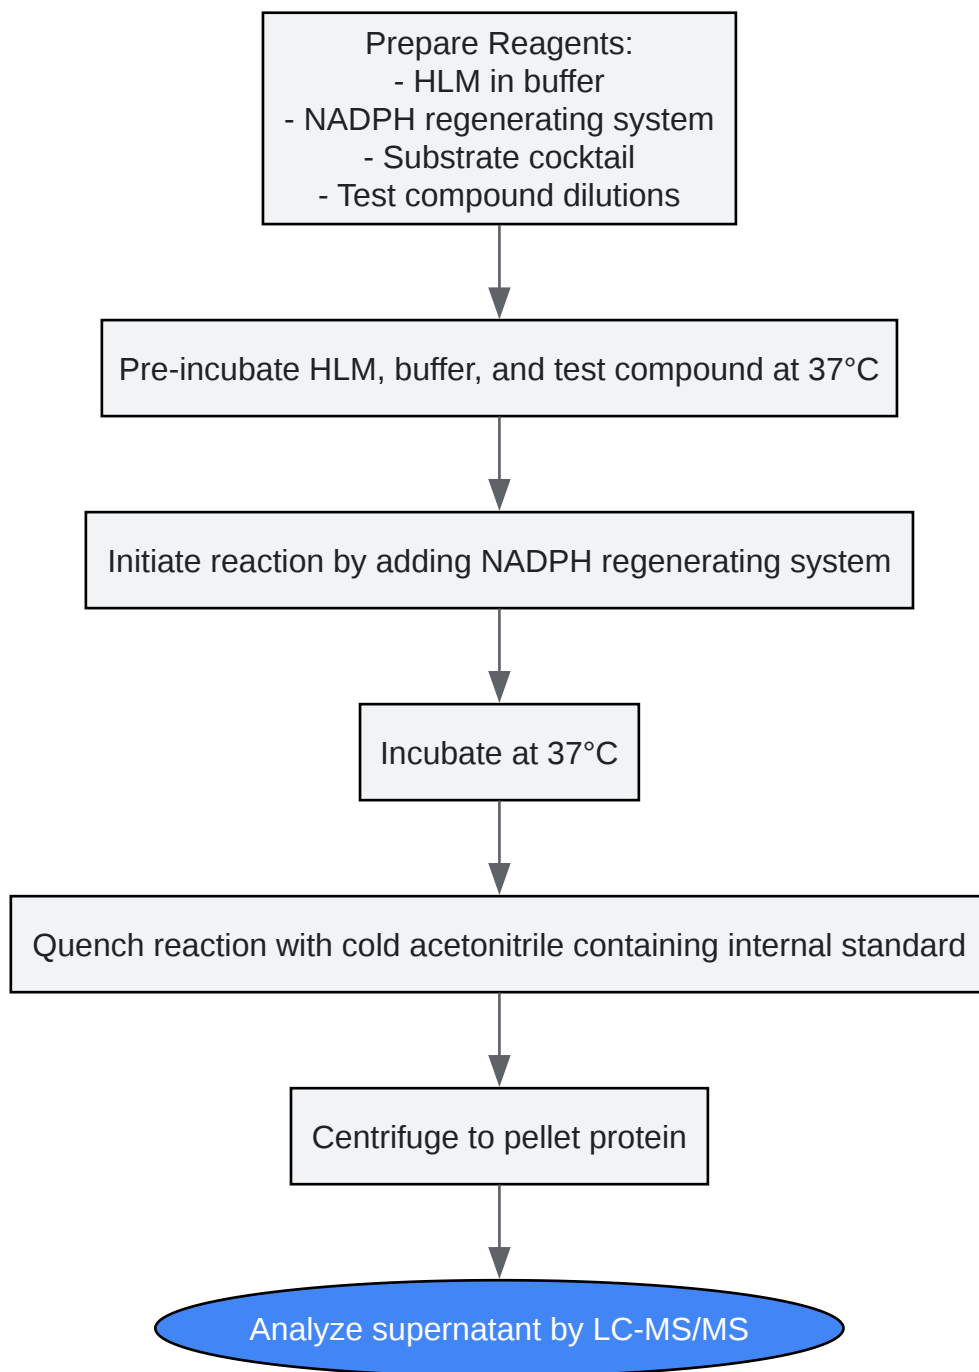 Prepare Reagents:
- HLM in buffer
- NADPH regenerating system
- Substrate cocktail
- Test compound dilutions
Pre-incubate HLM, buffer, and test compound at 37°C
Initiate reaction by adding NADPH regenerating system
Incubate at 37°C
Quench reaction with cold acetonitrile containing internal standard
Centrifuge to pellet protein
Analyze supernatant by LC-MS/MS